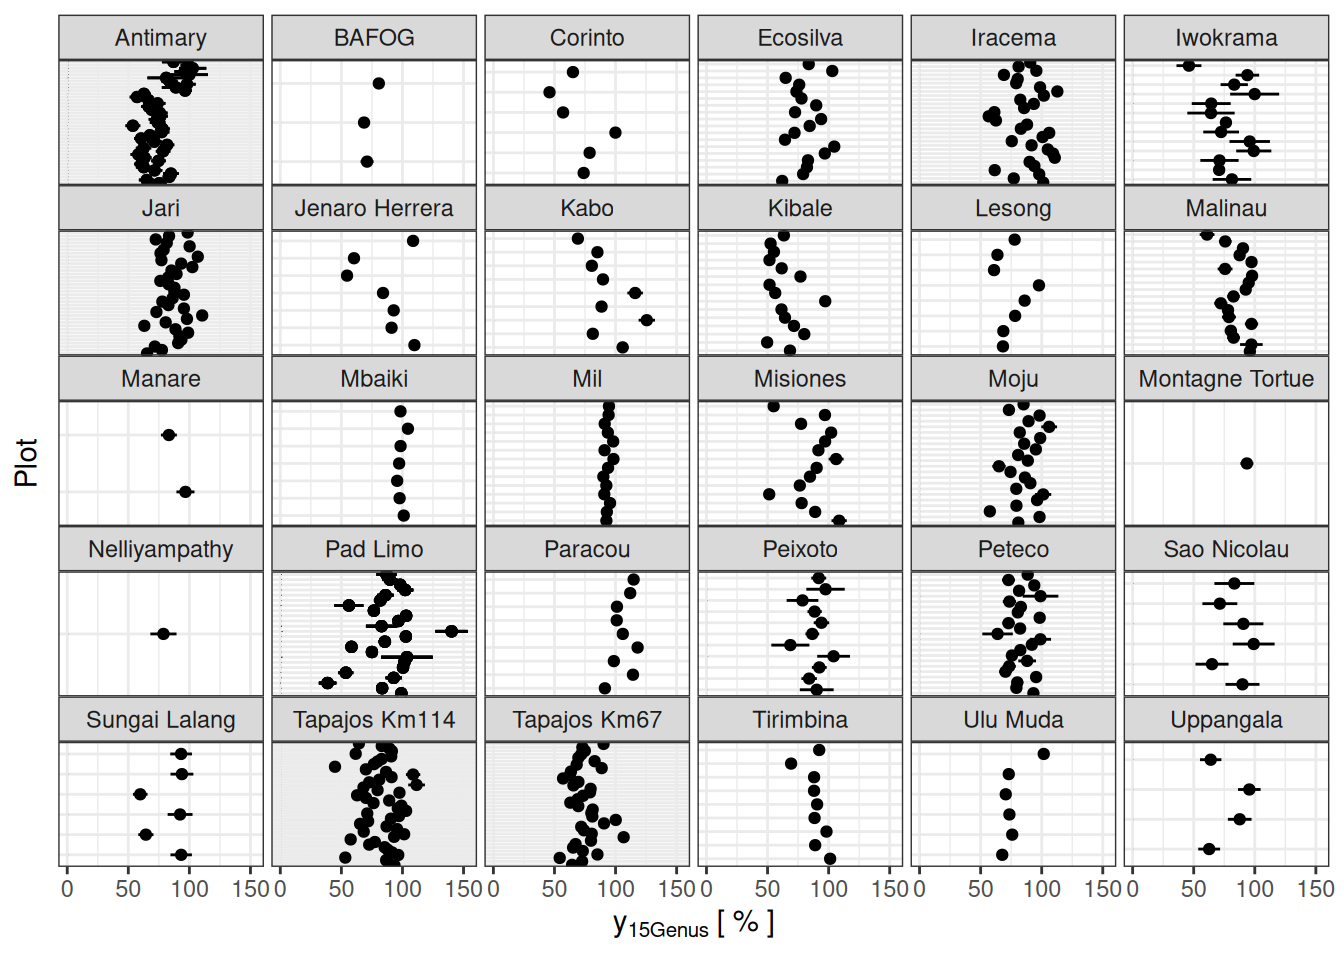 Antimary BAFOG Corinto Ecosilva Iracema Iwokrama
Jari Jenaro Herrera Kabo Kibale Lesong Malinau
Manare Mbaiki Mil Misiones Moju Montagne Tortue
Nelliyampathy Pad Limo Paracou Peixoto Peteco Sao Nicolau
Sungai Lalang Tapajos Km114 Tapajos Km67 Tirimbina Ulu Muda Uppangala
0 50 100 150 0 50 100 150 0 50 100 150 0 50 100 150 0 50 100 150 0 50 100 150
y15Genus [ % ]
Plot